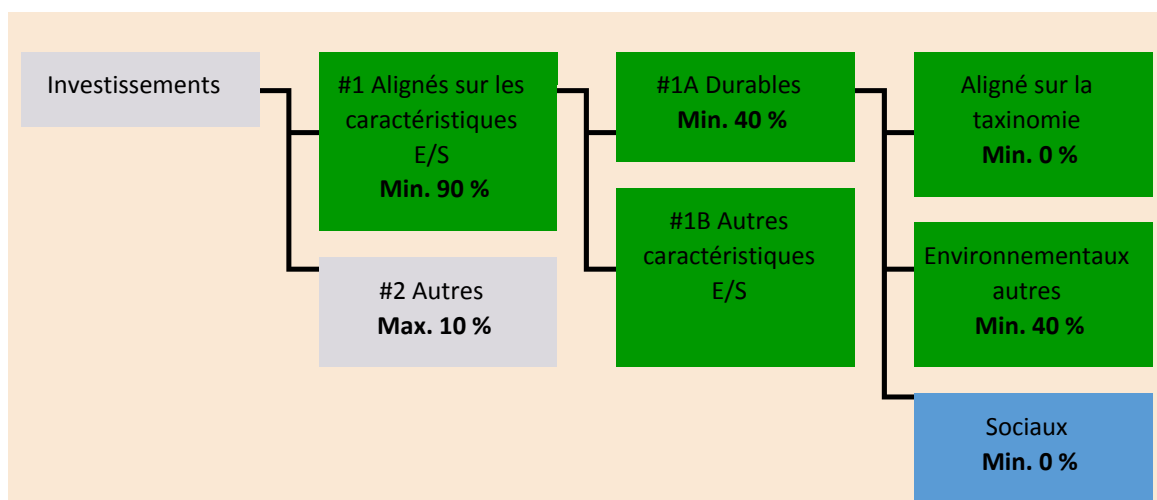 Investissements
#1 Alignés sur les
caractéristiques
E/S
Min. 90 %
#2 Autres
Max. 10 %
#1A Durables
Min. 40 %
#1B Autres
caractéristiques
E/S
Aligné sur la
taxinomie
Min. 0 %
Environnementaux
autres
Min. 40 %
Sociaux
Min. 0 %